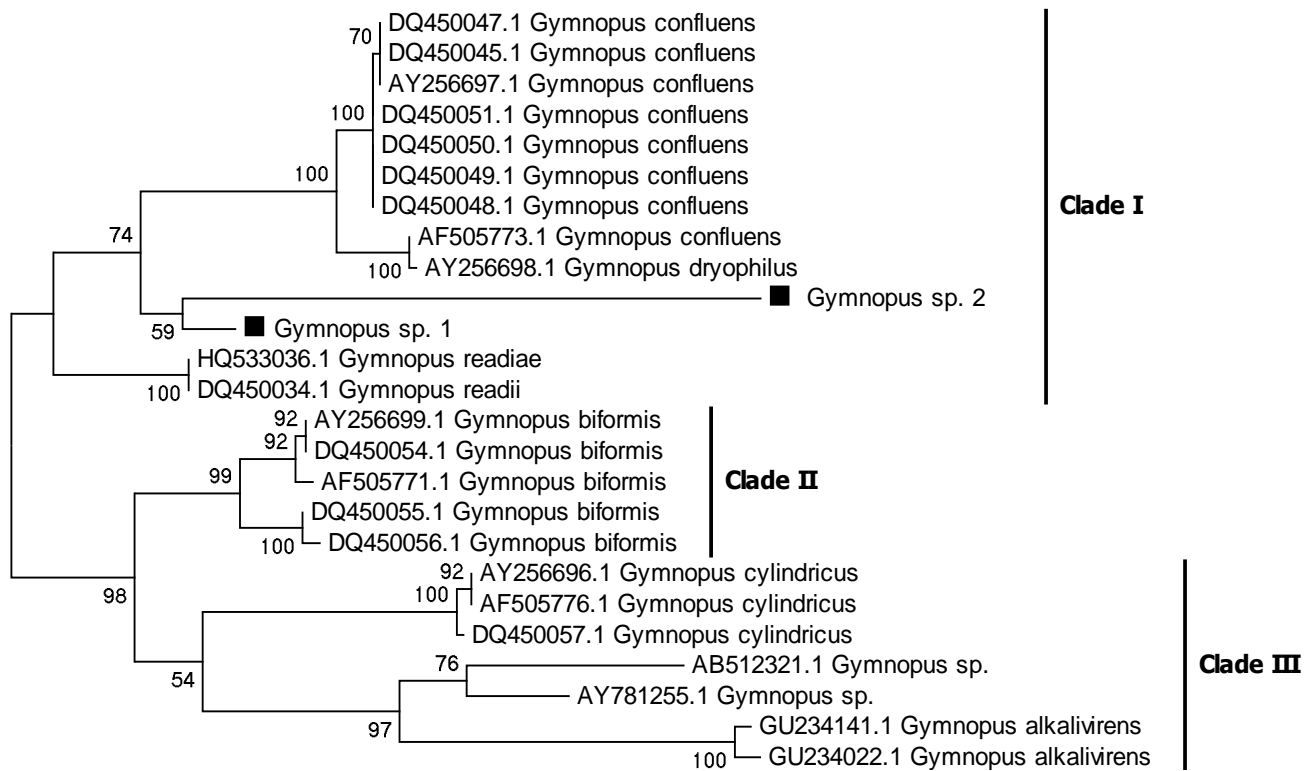 DQ450047.1 Gymnopus confluens
70
DQ450045.1 Gymnopus confluens
AY256697.1 Gymnopus confluens
100
DQ450051.1 Gymnopus confluens
DQ450050.1 Gymnopus confluens
100
DQ450049.1 Gymnopus confluens
DQ450048.1 Gymnopus confluens
Clade I
74
AF505773.1 Gymnopus confluens
100
AY256698.1 Gymnopus dryophilus
Gymnopus sp. 2
59
Gymnopus sp. 1
HQ533036.1 Gymnopus readiae
100
DQ450034.1 Gymnopus readii
92
AY256699.1 Gymnopus biformis
92
DQ450054.1 Gymnopus biformis
99
AF505771.1 Gymnopus biformis
Clade II
DQ450055.1 Gymnopus biformis
100
DQ450056.1 Gymnopus biformis
92
AY256696.1 Gymnopus cylindricus
98
100
AF505776.1 Gymnopus cylindricus
DQ450057.1 Gymnopus cylindricus
76
AB512321.1 Gymnopus sp.
Clade III
54
AY781255.1 Gymnopus sp.
97
GU234141.1 Gymnopus alkalivirens
100
GU234022.1 Gymnopus alkalivirens